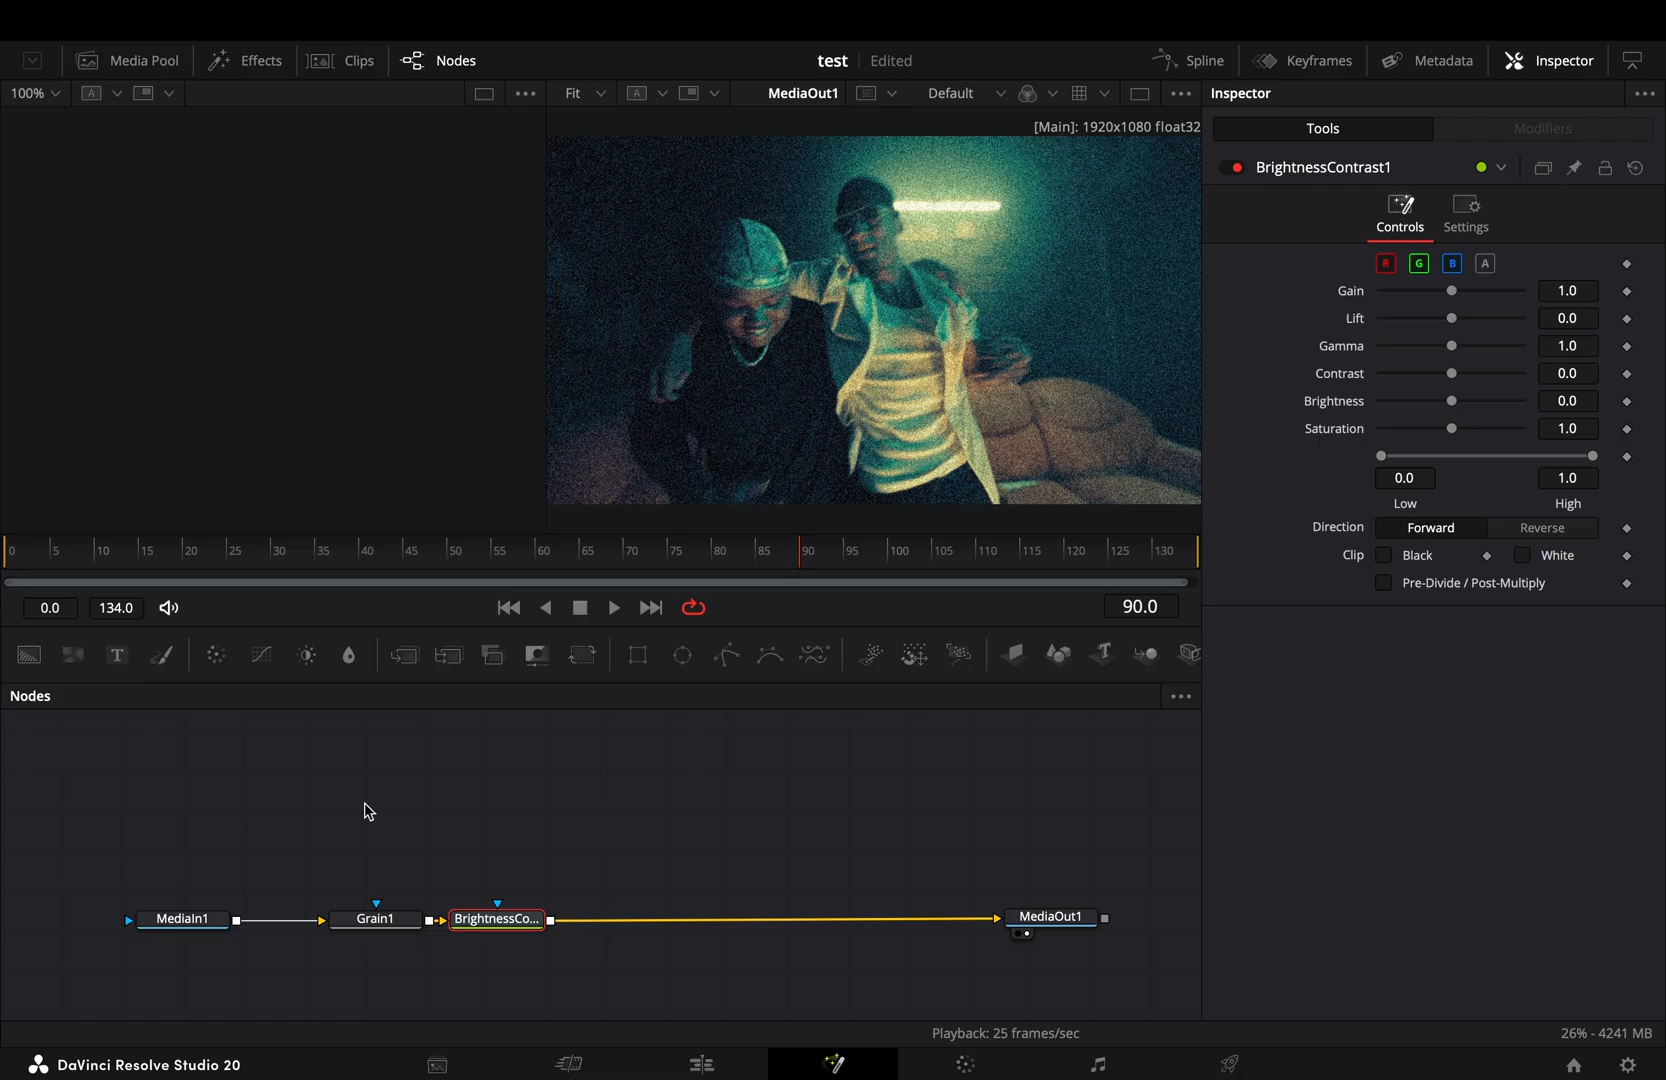 Media Pool
Effects
Clips
Nodes
test
Edited
Spline
Keyframes
Metadata
Inspector
100%
A
Fit
A
MediaOut1
Default
Inspector
[Main]: 1920x1080 float32
Tools
Modifiers
BrightnessContrast1
Controls
Settings
R G B A
Gain 1.0
Lift 0.0
Gamma 1.0
Contrast 0.0
Brightness 0.0
Saturation 1.0
0.0 1.0
Low High
Direction Forward Reverse
Clip Black White
Pre-Divide / Post-Multiply
0 5 10 15 20 25 30 35 40 45 50 55 60 65 70 75 80 85 90 95 100 105 110 115 120 125 130
0.0 134.0 90.0
T
T
Nodes
MediaIn1
Grain1
BrightnessCo...
MediaOut1
Playback: 25 frames/sec
26% - 4241 MB
DaVinci Resolve Studio 20